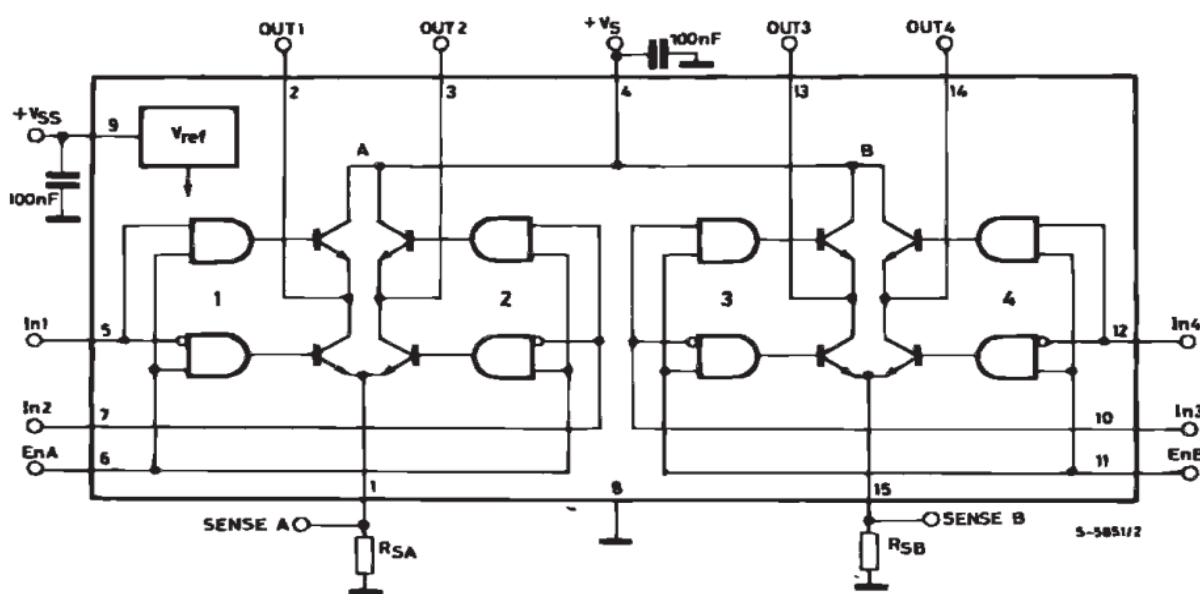 OUT1 OUT2 +VS 100nF OUT3 OUT4
2 3 4 13 14
+VSS 9 Vref
A B
100nF
1 2 3 4
In1 5 12 In4
In2 7 10 In3
EnA 6 11 EnB
1 8 15
SENSE A SENSE B
RSA RSB
S-5851/2